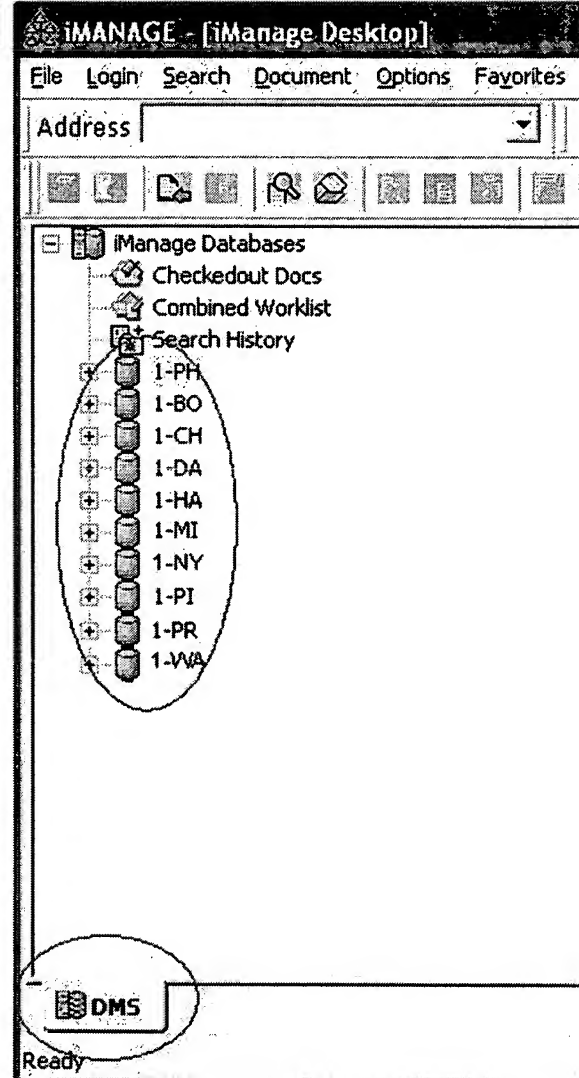 iMANAGE - [iManage Desktop]
File Login Search Document Options Favorites
Address
iManage Databases
Checkedout Docs
Combined Worklist
Search History
1-PH
1-BO
1-CH
1-DA
1-HA
1-MI
1-NY
1-PI
1-PR
1-WA
DMS
Ready